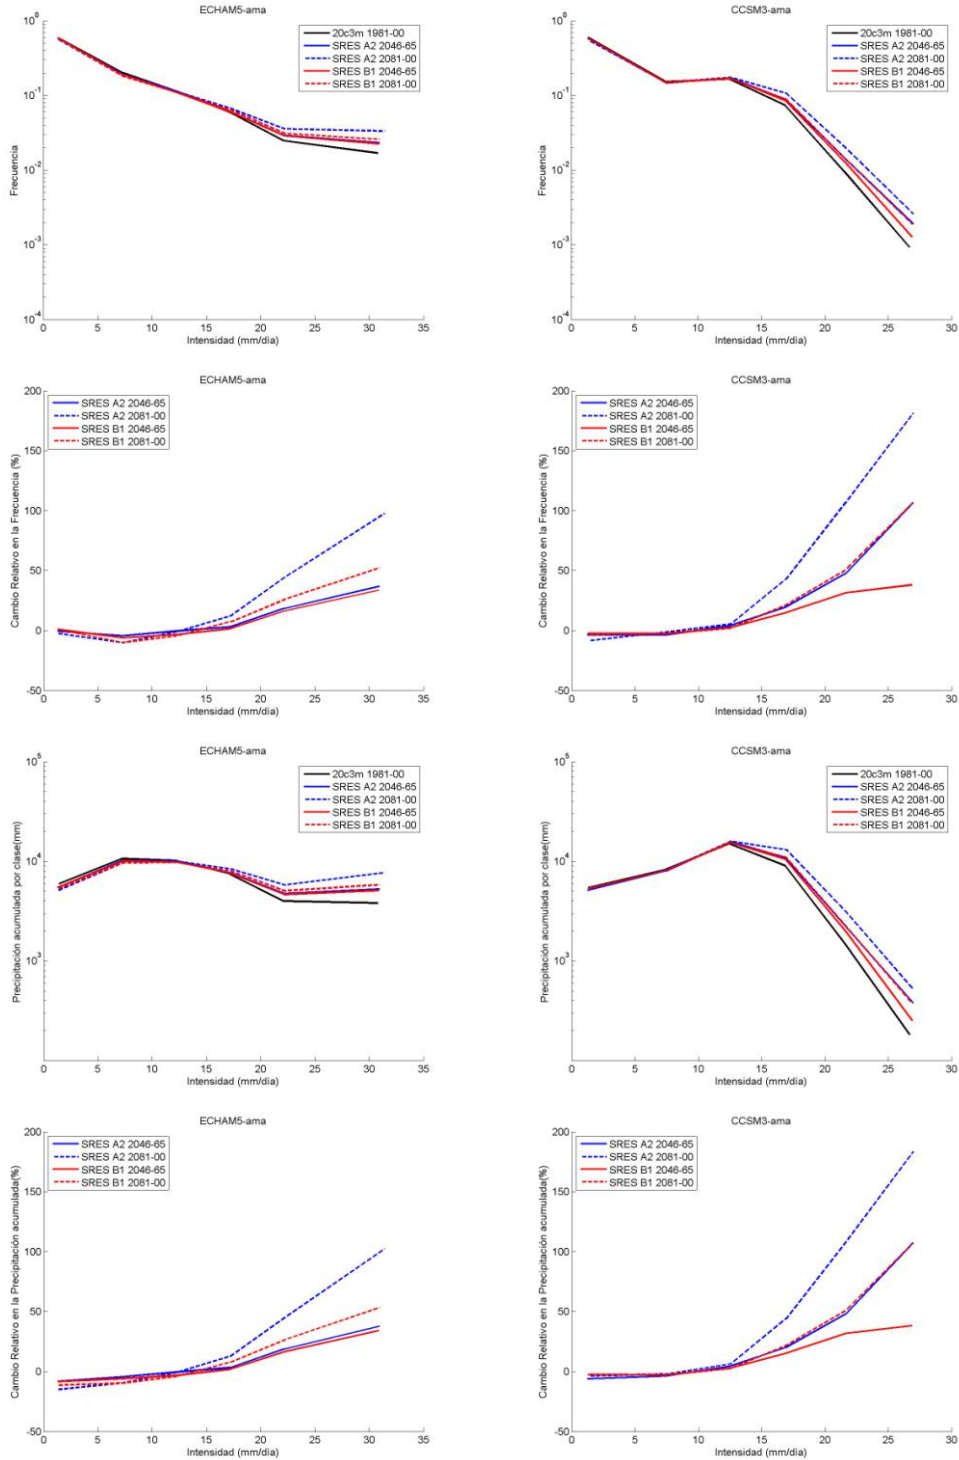 ECHAM5-ama
10^0
10^-1
10^-2
10^-3
10^-4
Frecuencia
20c3m 1981-00
SRES A2 2046-65
SRES A2 2081-00
SRES B1 2046-65
SRES B1 2081-00
0 5 10 15 20 25 30 35
Intensidad (mm/día)
CCSM3-ama
10^0
10^-1
10^-2
10^-3
10^-4
Frecuencia
20c3m 1981-00
SRES A2 2046-65
SRES A2 2081-00
SRES B1 2046-65
SRES B1 2081-00
0 5 10 15 20 25 30
Intensidad (mm/día)
ECHAM5-ama
200
150
100
50
0
-50
Cambio Relativo en la Frecuencia (%)
SRES A2 2046-65
SRES A2 2081-00
SRES B1 2046-65
SRES B1 2081-00
0 5 10 15 20 25 30 35
Intensidad (mm/día)
CCSM3-ama
200
150
100
50
0
-50
Cambio Relativo en la Frecuencia (%)
SRES A2 2046-65
SRES A2 2081-00
SRES B1 2046-65
SRES B1 2081-00
0 5 10 15 20 25 30
Intensidad (mm/día)
ECHAM5-ama
10^5
10^4
10^3
Precipitación acumulada por clase(mm)
20c3m 1981-00
SRES A2 2046-65
SRES A2 2081-00
SRES B1 2046-65
SRES B1 2081-00
0 5 10 15 20 25 30 35
Intensidad (mm/día)
CCSM3-ama
10^5
10^4
10^3
Precipitación acumulada por clase(mm)
20c3m 1981-00
SRES A2 2046-65
SRES A2 2081-00
SRES B1 2046-65
SRES B1 2081-00
0 5 10 15 20 25 30
Intensidad (mm/día)
ECHAM5-ama
200
150
100
50
0
-50
Cambio Relativo en la Precipitación acumulada(%)
SRES A2 2046-65
SRES A2 2081-00
SRES B1 2046-65
SRES B1 2081-00
0 5 10 15 20 25 30 35
Intensidad (mm/día)
CCSM3-ama
200
150
100
50
0
-50
Cambio Relativo en la Precipitación acumulada(%)
SRES A2 2046-65
SRES A2 2081-00
SRES B1 2046-65
SRES B1 2081-00
0 5 10 15 20 25 30
Intensidad (mm/día)